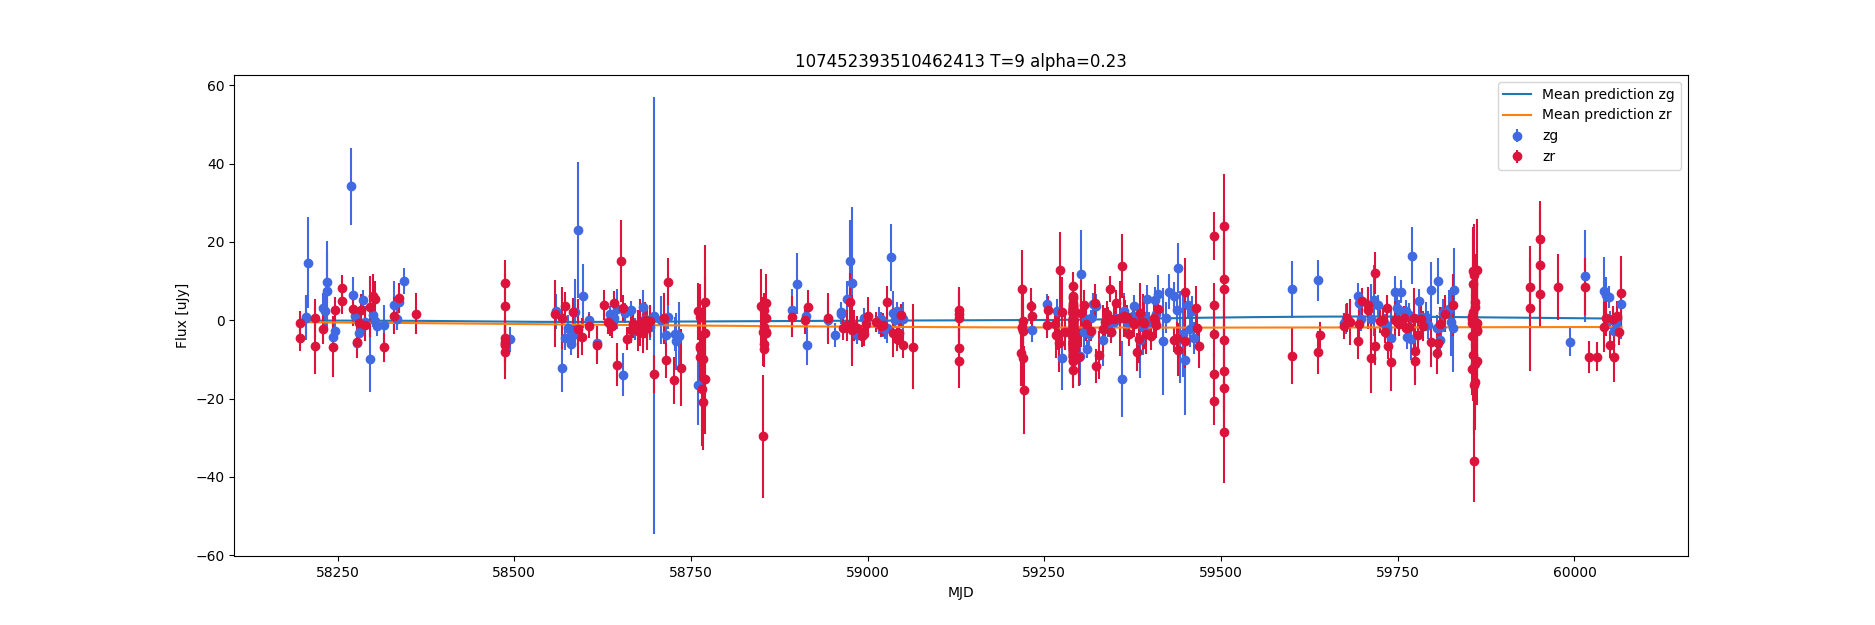 107452393510462413 T=9 alpha=0.23
Mean prediction zg
Mean prediction zr
zg
zr
Flux [uJy]
60
40
20
0
−20
−40
−60
58250
58500
58750
59000
59250
59500
59750
60000
MJD